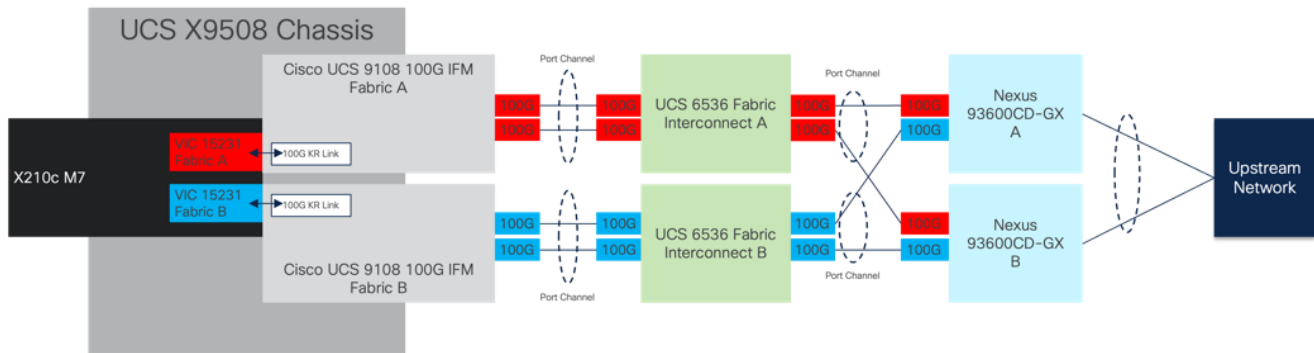 UCS X9508 Chassis
Cisco UCS 9108 100G IFM
Fabric A
X210c M7
VIC 15231
Fabric A
100G KR Link
VIC 15231
Fabric B
100G KR Link
Cisco UCS 9108 100G IFM
Fabric B
100G
100G
100G
100G
Port Channel
100G
100G
100G
100G
Port Channel
UCS 6536 Fabric
Interconnect A
UCS 6536 Fabric
Interconnect B
100G
100G
100G
100G
Port Channel
100G
100G
100G
100G
Port Channel
Nexus
93600CD-GX
A
Nexus
93600CD-GX
B
Upstream
Network